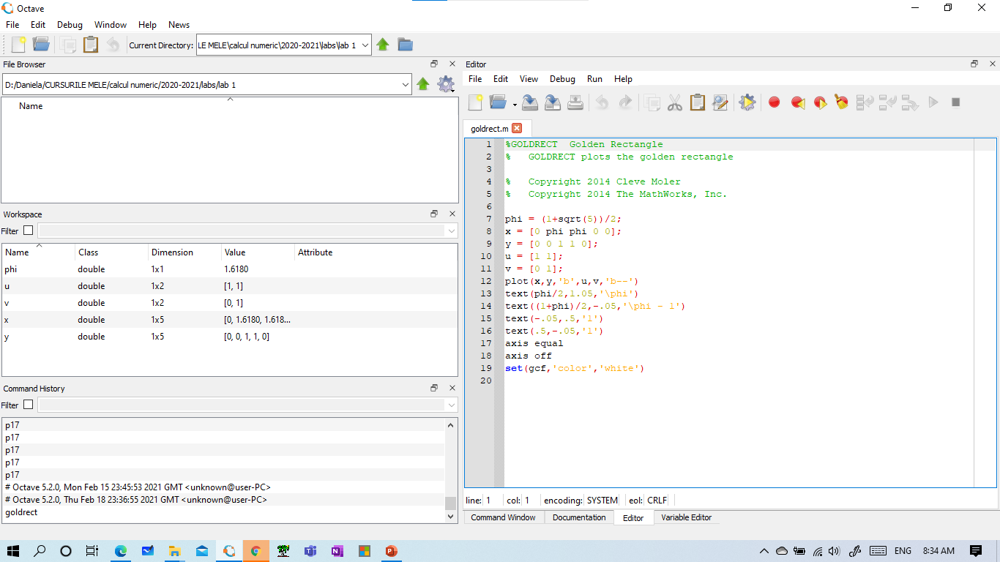 Octave
File Edit Debug Window Help News
Current Directory: LE MELE\calcul numeric\2020-2021\labs\lab 1
File Browser
D:/Daniela/CURSURILE MELE/calcul numeric/2020-2021/labs/lab 1
Name
Workspace
Filter
Name Class Dimension Value Attribute
phi double 1x1 1.6180
u double 1x2 [1, 1]
v double 1x2 [0, 1]
x double 1x5 [0, 1.6180, 1.618...
y double 1x5 [0, 0, 1, 1, 0]
Command History
Filter
p17
p17
p17
p17
p17
# Octave 5.2.0, Mon Feb 15 23:45:53 2021 GMT <unknown@user-PC>
# Octave 5.2.0, Thu Feb 18 23:36:55 2021 GMT <unknown@user-PC>
goldrect
Editor
File Edit View Debug Run Help
goldrect.m
1 %GOLDRECT  Golden Rectangle
2 %   GOLDRECT plots the golden rectangle
3
4 %   Copyright 2014 Cleve Moler
5 %   Copyright 2014 The MathWorks, Inc.
6
7 phi = (1+sqrt(5))/2;
8 x = [0 phi phi 0 0];
9 y = [0 0 1 1 0];
10 u = [1 1];
11 v = [0 1];
12 plot(x,y,'b',u,v,'b--')
13 text(phi/2,1.05,'\phi')
14 text((1+phi)/2,-.05,'\phi - 1')
15 text(-.05,.5,'1')
16 text(.5,-.05,'1')
17 axis equal
18 axis off
19 set(gcf,'color','white')
20
line: 1 col: 1 encoding: SYSTEM eol: CRLF
Command Window Documentation Editor Variable Editor
ENG 8:34 AM